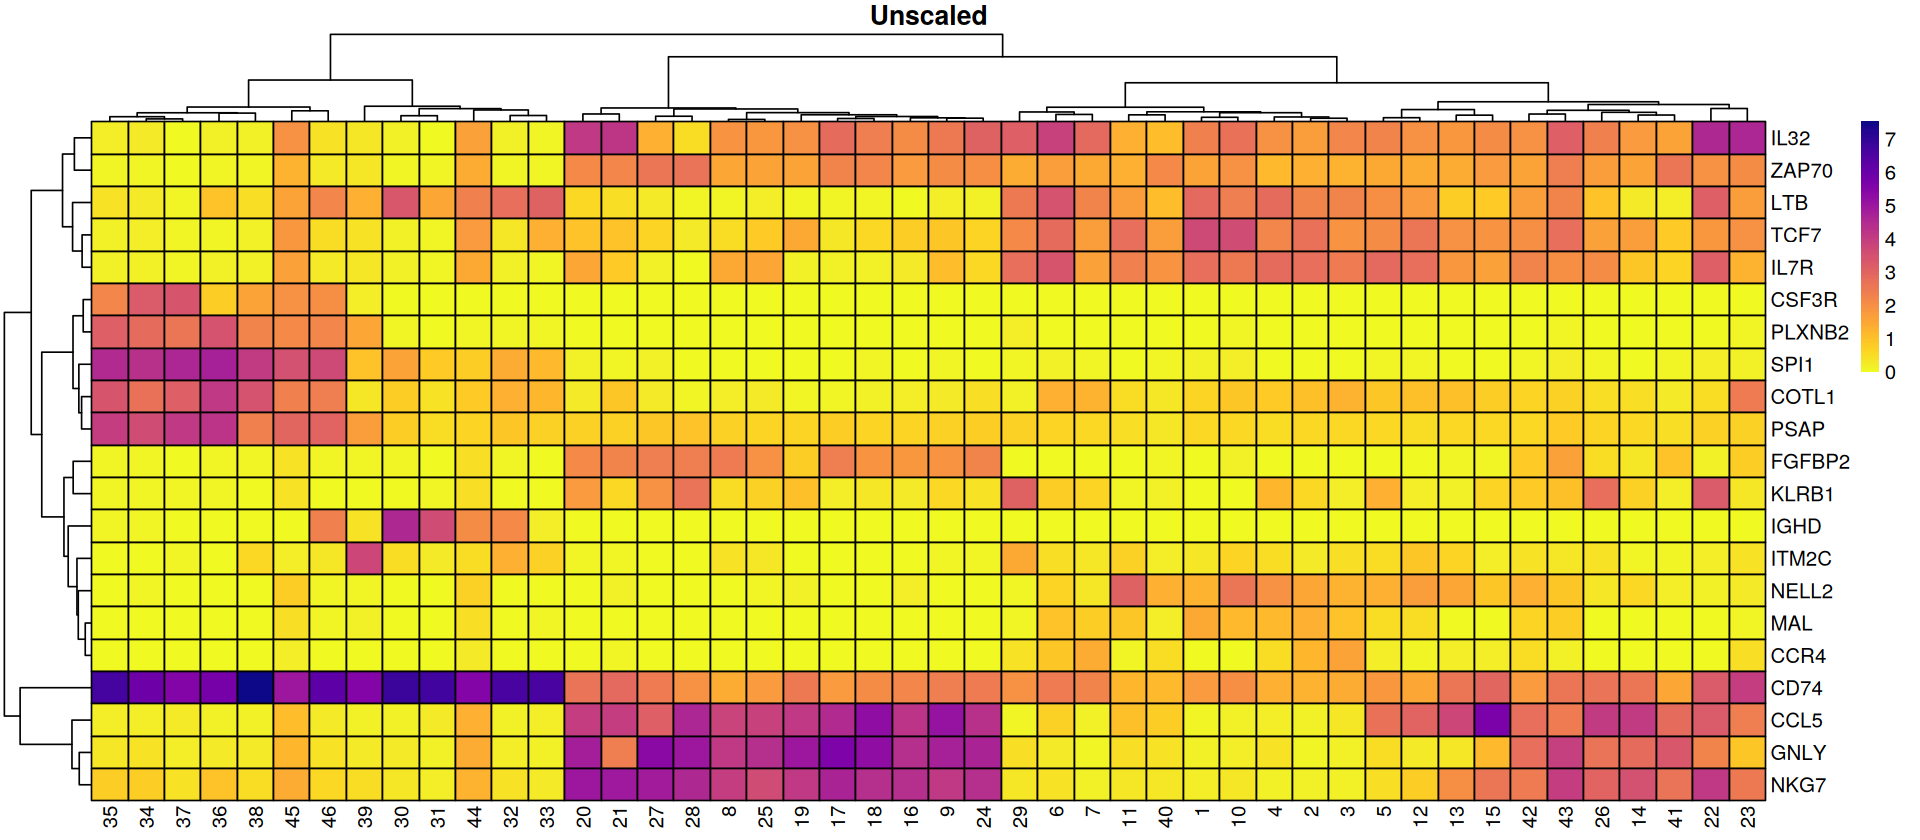 Unscaled
IL32
ZAP70
LTB
TCF7
IL7R
CSF3R
PLXNB2
SPI1
COTL1
PSAP
FGFBP2
KLRB1
IGHD
ITM2C
NELL2
MAL
CCR4
CD74
CCL5
GNLY
NKG7
7
6
5
4
3
2
1
0
35 34 37 36 38 45 46 39 30 31 44 32 33 20 21 27 28 8 25 19 17 18 16 9 24 29 6 7 11 40 1 10 4 2 3 5 12 13 15 42 43 26 14 41 22 23